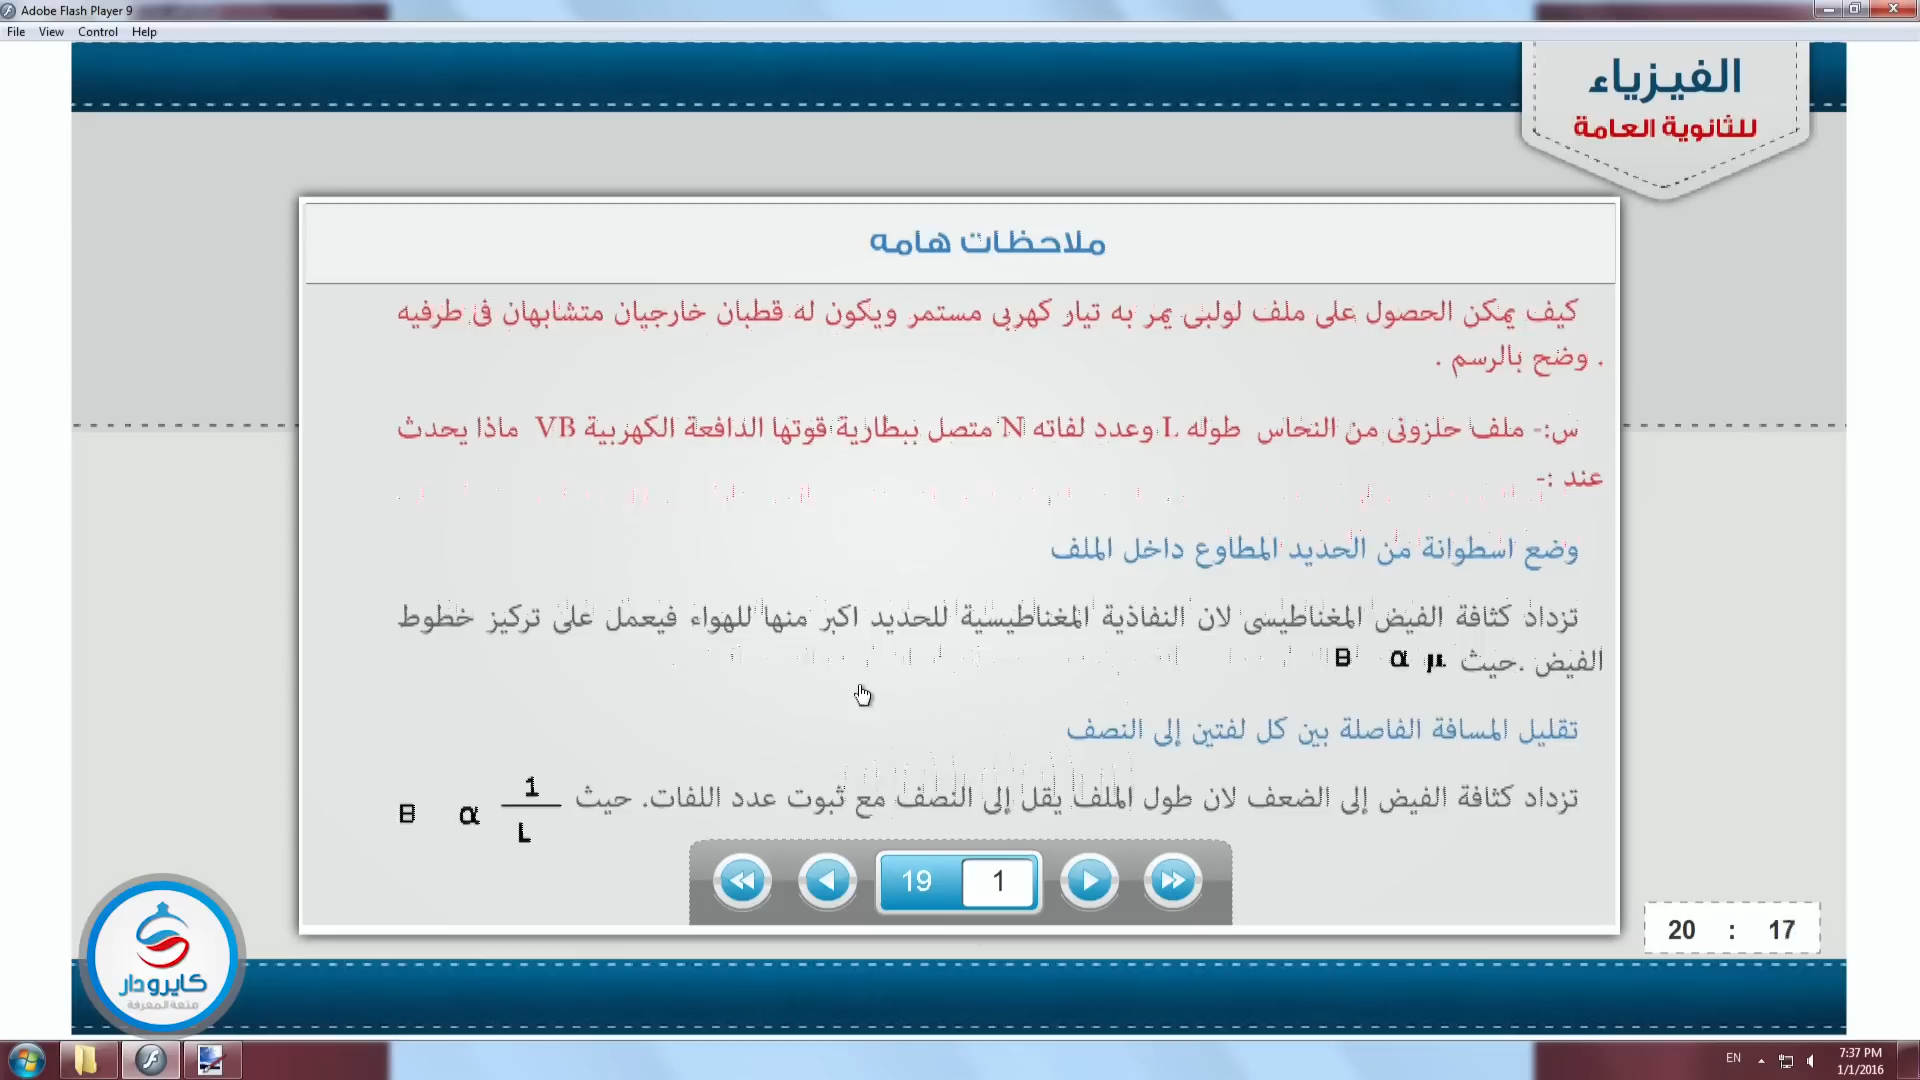 Adobe Flash Player 9
File View Control Help
الفيزياء
للثانوية العامة
ملاحظات هامه
كيف يمكن الحصول على ملف لولبى يمر به تيار كهربى مستمر ويكون له قطبان خارجيان متشابهان فى طرفيه
. وضح بالرسم .
س:- ملف حلزونى من النحاس طوله L وعدد لفاته N متصل ببطارية قوتها الدافعة الكهربية VB ماذا يحدث
عند :-
وضع اسطوانة من الحديد المطاوع داخل الملف
تزداد كثافة الفيض المغناطيسى لان النفاذية المغناطيسية للحديد اكبر منها للهواء فيعمل على تركيز خطوط
الفيض .حيث B α μ
تقليل المسافة الفاصلة بين كل لفتين إلى النصف
تزداد كثافة الفيض إلى الضعف لان طول الملف يقل إلى النصف مع ثبوت عدد اللفات. حيث B α 1/L
19 1
20 : 17
كايرودار
متعة المعرفة
EN
7:37 PM
1/1/2016